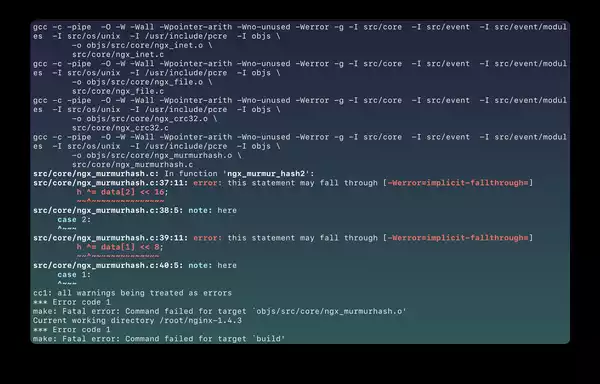 gcc -c -pipe  -O -W -Wall -Wpointer-arith -Wno-unused -Werror -g -I src/core  -I src/event  -I src/event/modul
es  -I src/os/unix  -I /usr/include/pcre  -I objs \
-o objs/src/core/ngx_inet.o \
src/core/ngx_inet.c
gcc -c -pipe  -O -W -Wall -Wpointer-arith -Wno-unused -Werror -g -I src/core  -I src/event  -I src/event/modul
es  -I src/os/unix  -I /usr/include/pcre  -I objs \
-o objs/src/core/ngx_file.o \
src/core/ngx_file.c
gcc -c -pipe  -O -W -Wall -Wpointer-arith -Wno-unused -Werror -g -I src/core  -I src/event  -I src/event/modul
es  -I src/os/unix  -I /usr/include/pcre  -I objs \
-o objs/src/core/ngx_crc32.o \
src/core/ngx_crc32.c
gcc -c -pipe  -O -W -Wall -Wpointer-arith -Wno-unused -Werror -g -I src/core  -I src/event  -I src/event/modul
es  -I src/os/unix  -I /usr/include/pcre  -I objs \
-o objs/src/core/ngx_murmurhash.o \
src/core/ngx_murmurhash.c
src/core/ngx_murmurhash.c: In function 'ngx_murmur_hash2':
src/core/ngx_murmurhash.c:37:11: error: this statement may fall through [-Werror=implicit-fallthrough=]
h ^= data[2] << 16;
~~^~~~~~~~~~~~~~~~
src/core/ngx_murmurhash.c:38:5: note: here
case 2:
^~~~
src/core/ngx_murmurhash.c:39:11: error: this statement may fall through [-Werror=implicit-fallthrough=]
h ^= data[1] << 8;
~~^~~~~~~~~~~~~~~
src/core/ngx_murmurhash.c:40:5: note: here
case 1:
^~~~
cc1: all warnings being treated as errors
*** Error code 1
make: Fatal error: Command failed for target `objs/src/core/ngx_murmurhash.o'
Current working directory /root/nginx-1.4.3
*** Error code 1
make: Fatal error: Command failed for target `build'